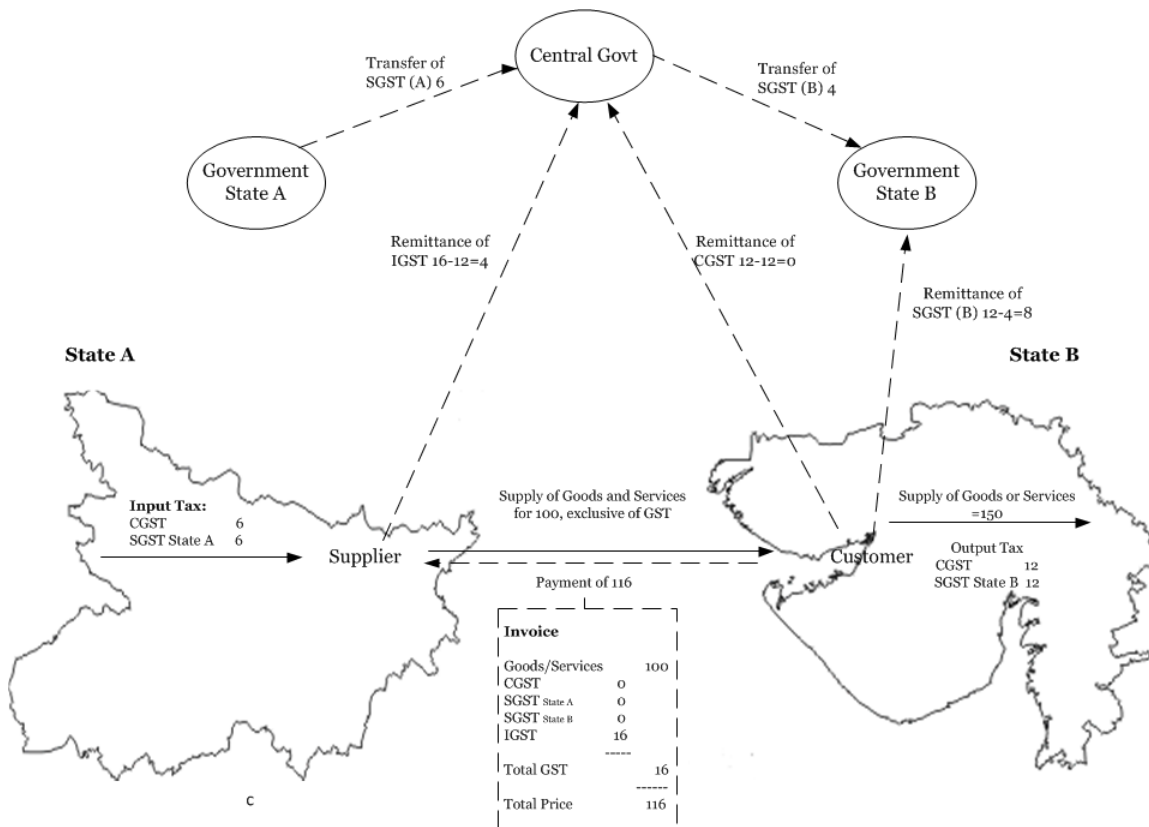 Central Govt
Transfer of
SGST (A) 6
Transfer of
SGST (B) 4
Government
State A
Government
State B
Remittance of
IGST 16-12=4
Remittance of
CGST 12-12=0
Remittance of
SGST (B) 12-4=8
State A
State B
Input Tax:
CGST 6
SGST State A 6
Supplier
Supply of Goods and Services
for 100, exclusive of GST
Payment of 116
Customer
Supply of Goods or Services
=150
Output Tax
CGST 12
SGST State B 12
Invoice
Goods/Services 100
CGST 0
SGST State A 0
SGST State B 0
IGST 16
-----
Total GST 16
------
Total Price 116
c